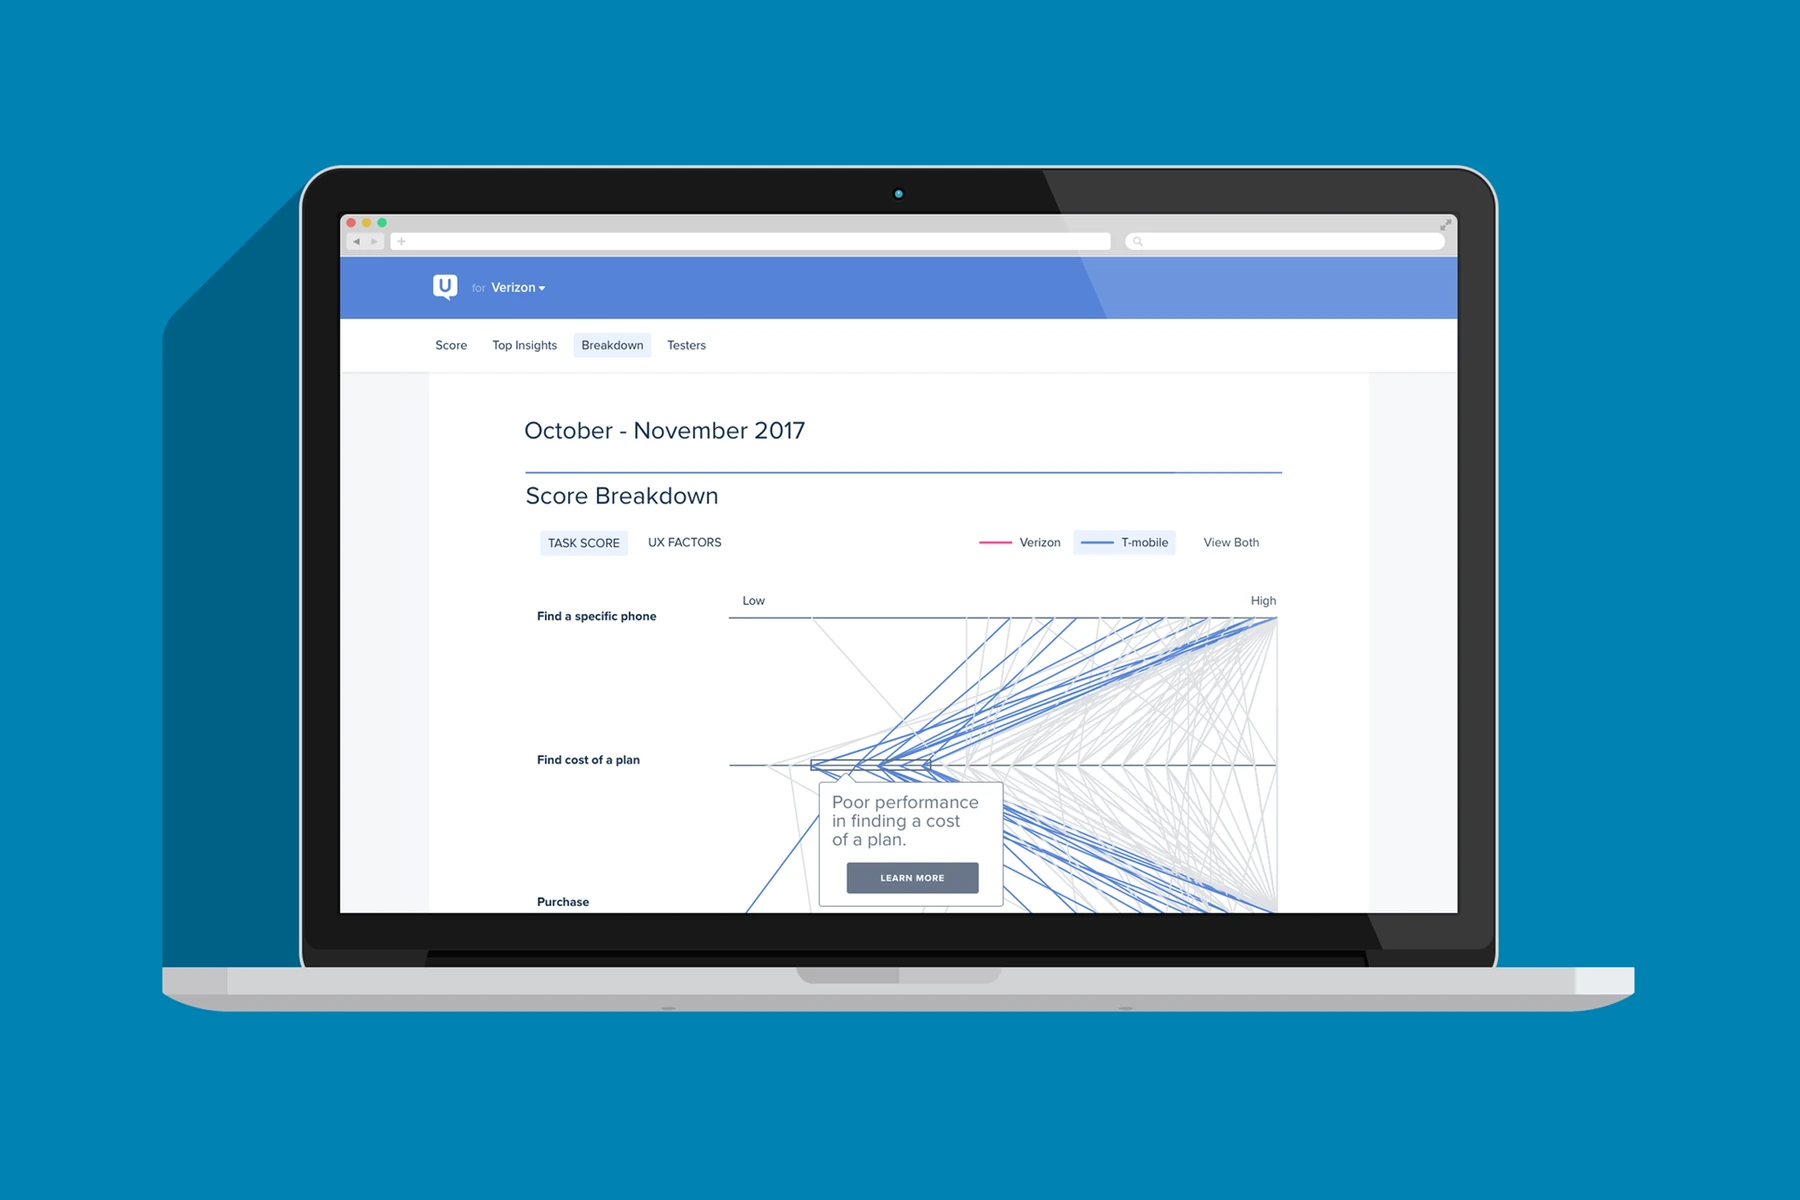 U for Verizon
Score Top Insights Breakdown Testers
October - November 2017
Score Breakdown
TASK SCORE UX FACTORS Verizon T-mobile View Both
Low High
Find a specific phone
Find cost of a plan
Poor performance
in finding a cost
of a plan.
LEARN MORE
Purchase